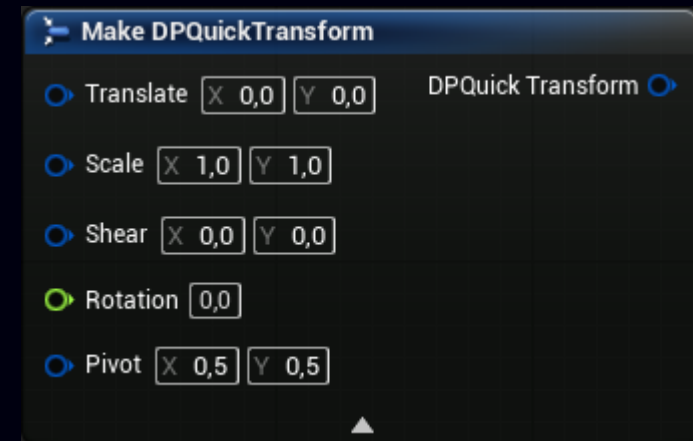 Make DPQuickTransform
Translate X 0,0 Y 0,0 DPQuick Transform
Scale X 1,0 Y 1,0
Shear X 0,0 Y 0,0
Rotation 0,0
Pivot X 0,5 Y 0,5